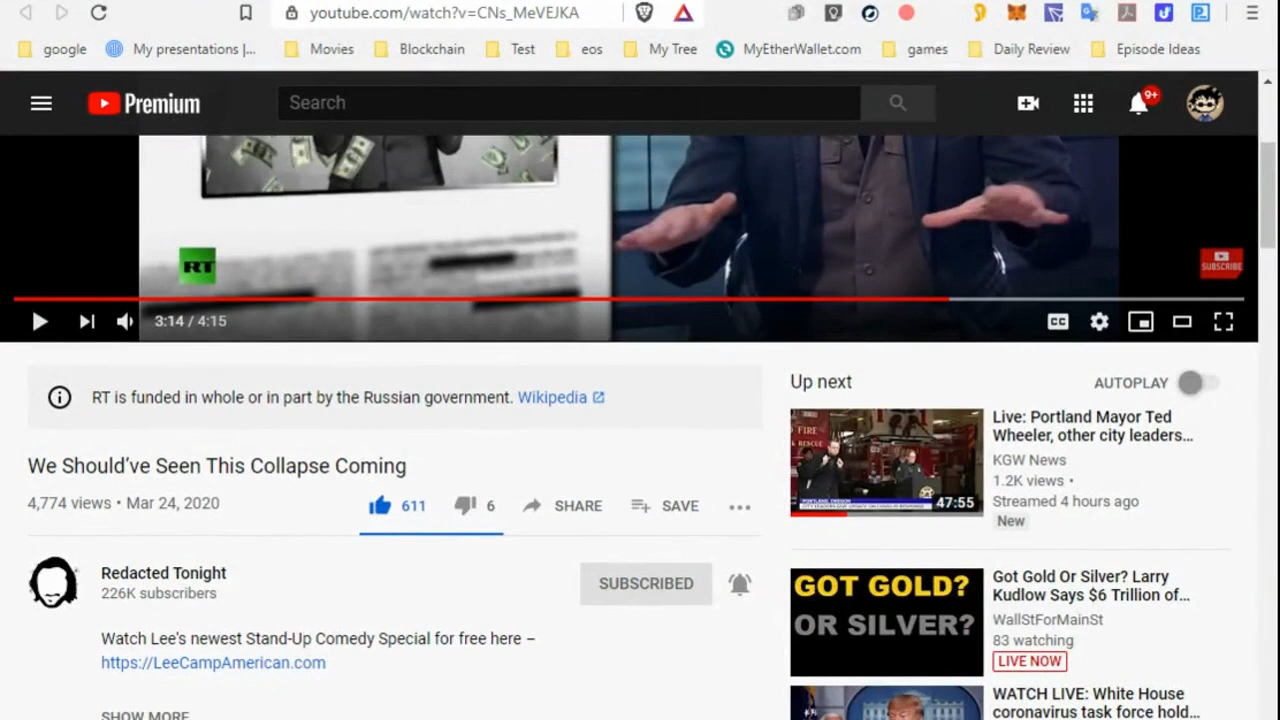 youtube.com/watch?v=CNs_MeVEJKA
google
My presentations |...
Movies
Blockchain
Test
eos
My Tree
MyEtherWallet.com
games
Daily Review
Episode Ideas
Premium
Search
9+
RT
SUBSCRIBE
3:14 / 4:15
CC
RT is funded in whole or in part by the Russian government. Wikipedia
We Should've Seen This Collapse Coming
4,774 views • Mar 24, 2020
611
6
SHARE
SAVE
Redacted Tonight
226K subscribers
SUBSCRIBED
Watch Lee's newest Stand-Up Comedy Special for free here –
https://LeeCampAmerican.com
SHOW MORE
Up next
AUTOPLAY
FIRE
47:55
Live: Portland Mayor Ted
Wheeler, other city leaders...
KGW News
1.2K views •
Streamed 4 hours ago
New
GOT GOLD?
OR SILVER?
Got Gold Or Silver? Larry
Kudlow Says $6 Trillion of...
WallStForMainSt
83 watching
LIVE NOW
WATCH LIVE: White House
coronavirus task force hold...